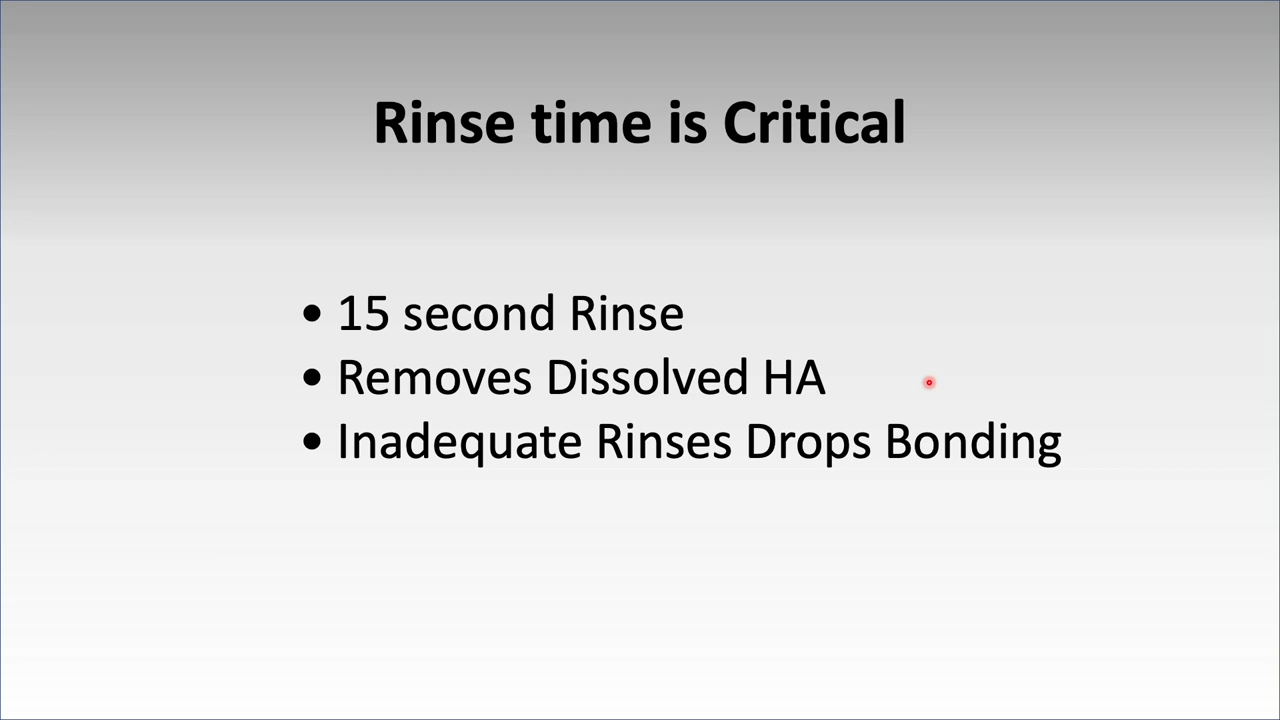 Rinse time is Critical
• 15 second Rinse
• Removes Dissolved HA
• Inadequate Rinses Drops Bonding